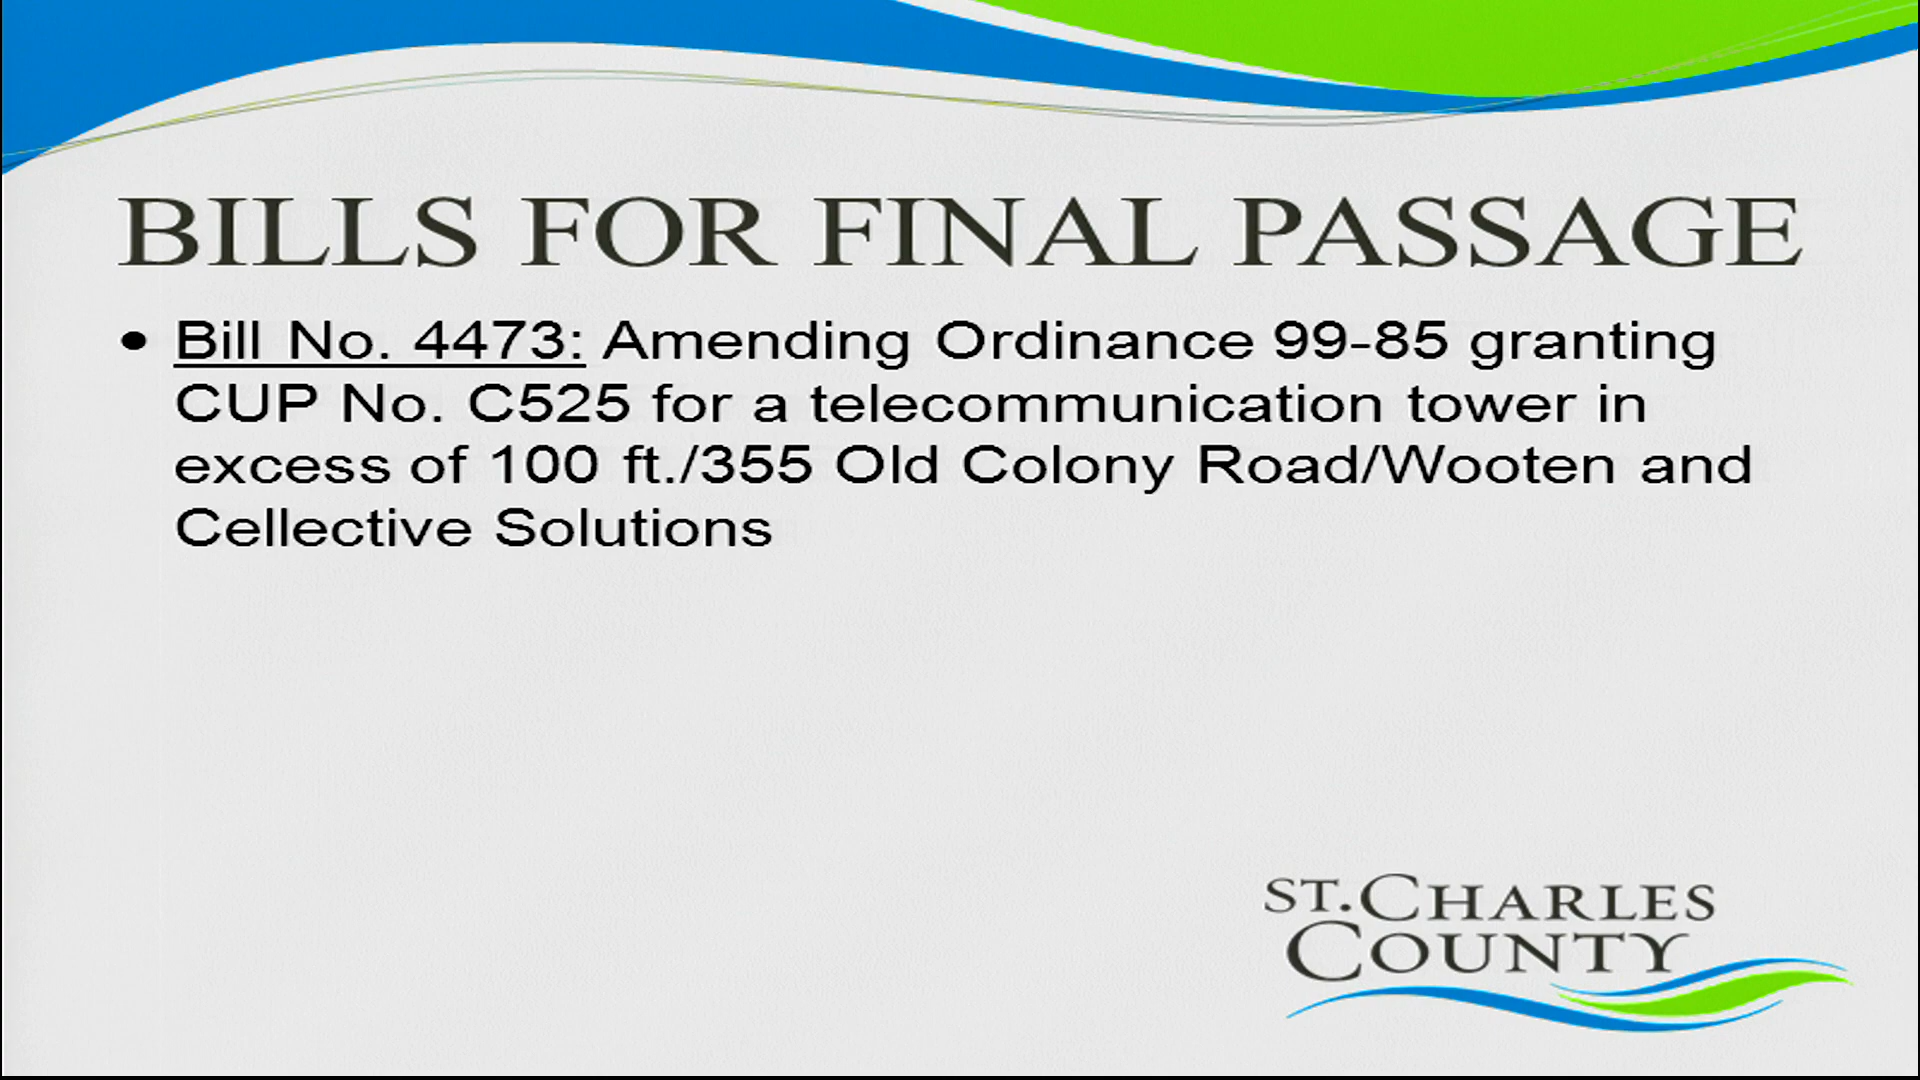 BILLS FOR FINAL PASSAGE
• Bill No. 4473: Amending Ordinance 99-85 granting
CUP No. C525 for a telecommunication tower in
excess of 100 ft./355 Old Colony Road/Wooten and
Cellective Solutions
ST. CHARLES
COUNTY